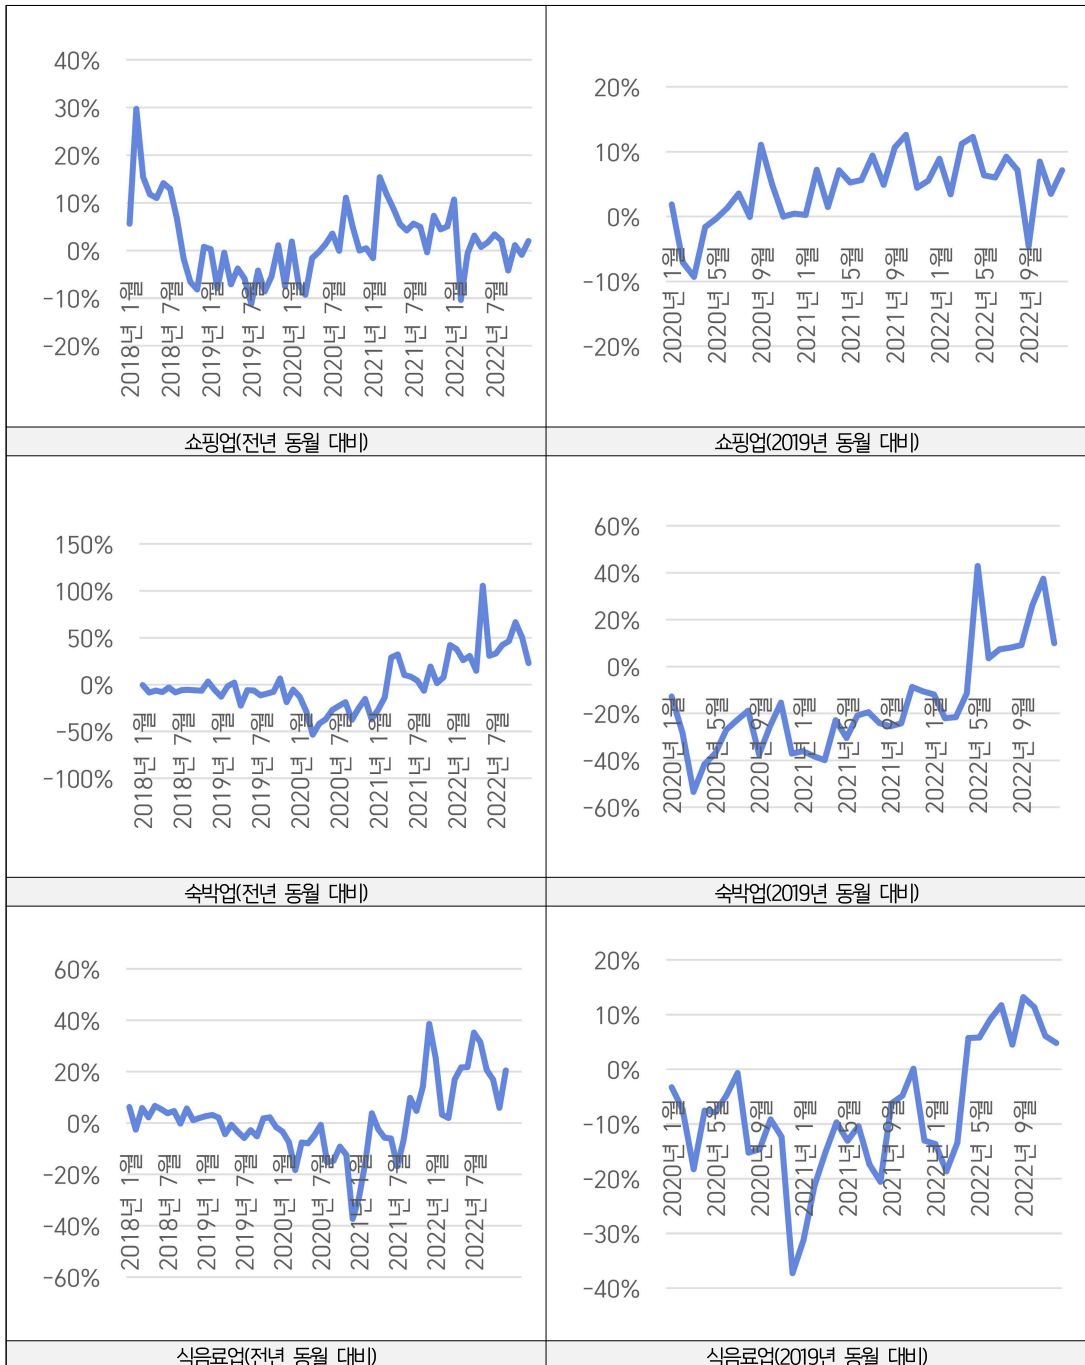 40%
30%
20%
10%
0%
-10%
-20%
2018년 1월
2018년 7월
2019년 1월
2019년 7월
2020년 1월
2020년 7월
2021년 1월
2021년 7월
2022년 1월
2022년 7월
20%
10%
0%
-10%
-20%
2020년 1월
2020년 5월
2020년 9월
2021년 1월
2021년 5월
2021년 9월
2022년 1월
2022년 5월
2022년 9월
쇼핑업(전년 동월 대비)
쇼핑업(2019년 동월 대비)
150%
100%
50%
0%
-50%
-100%
2018년 1월
2018년 7월
2019년 1월
2019년 7월
2020년 1월
2020년 7월
2021년 1월
2021년 7월
2022년 1월
2022년 7월
60%
40%
20%
0%
-20%
-40%
-60%
2020년 1월
2020년 5월
2020년 9월
2021년 1월
2021년 5월
2021년 9월
2022년 1월
2022년 5월
2022년 9월
숙박업(전년 동월 대비)
숙박업(2019년 동월 대비)
60%
40%
20%
0%
-20%
-40%
-60%
2018년 1월
2018년 7월
2019년 1월
2019년 7월
2020년 1월
2020년 7월
2021년 1월
2021년 7월
2022년 1월
2022년 7월
20%
10%
0%
-10%
-20%
-30%
-40%
2020년 1월
2020년 5월
2020년 9월
2021년 1월
2021년 5월
2021년 9월
2022년 1월
2022년 5월
2022년 9월
식음료업(전년 동월 대비)
식음료업(2019년 동월 대비)